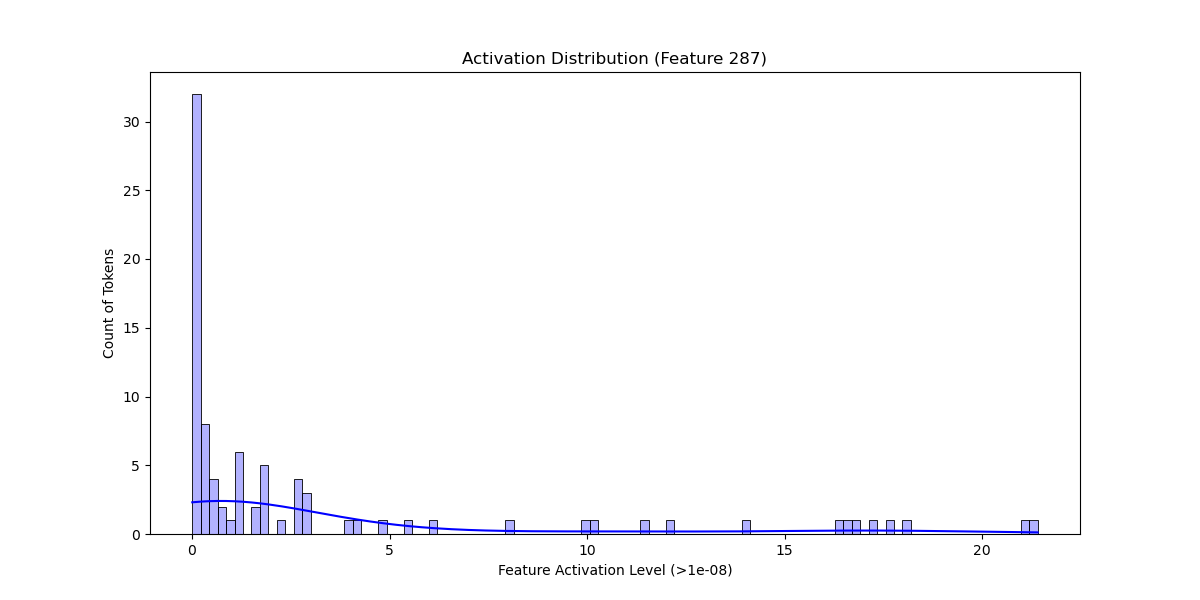 Activation Distribution (Feature 287)
Count of Tokens
30
25
20
15
10
5
0
0 5 10 15 20
Feature Activation Level (>1e-08)